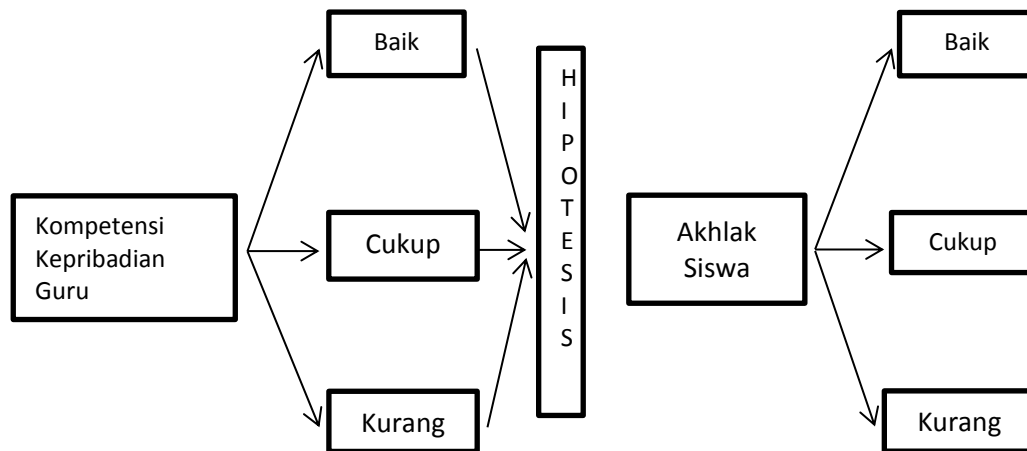 Baik
Kompetensi
Kepribadian
Guru
Cukup
Kurang
H
I
P
O
T
E
S
I
S
Akhlak
Siswa
Baik
Cukup
Kurang